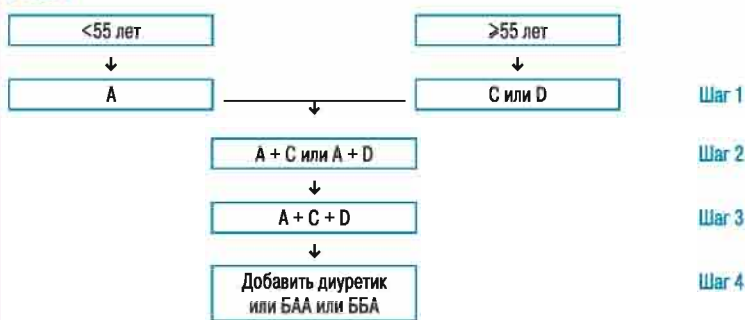 <55 лет
≥55 лет
A
С или D
Шаг 1
A + C или A + D
Шаг 2
A + C + D
Шаг 3
Добавить диуретик
или БАА или ББА
Шаг 4